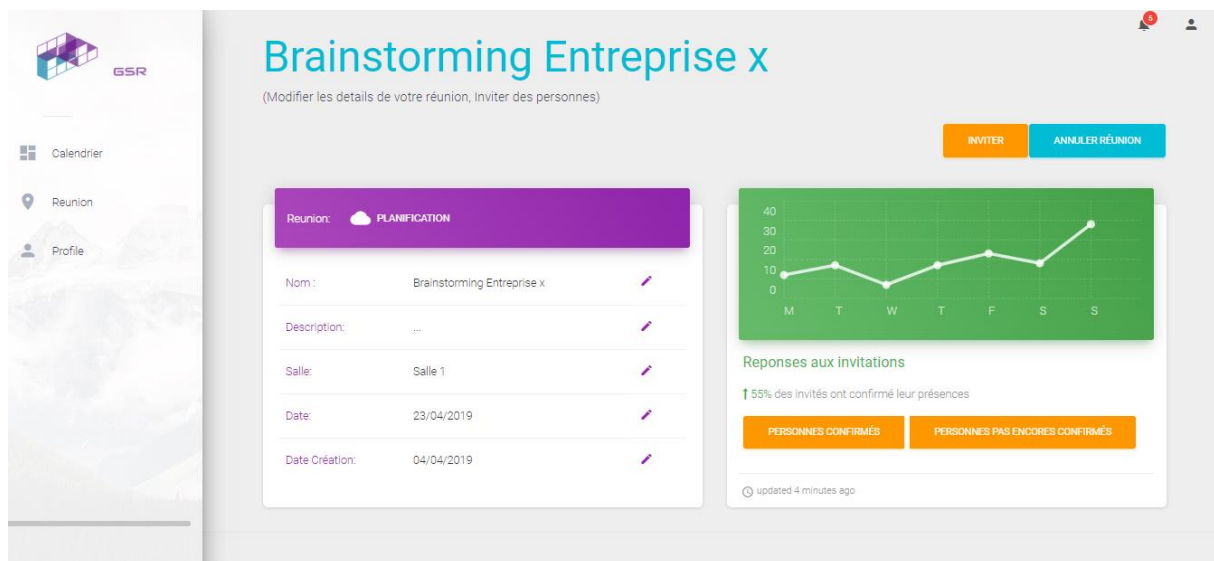 5
GSR
Brainstorming Entreprise x
(Modifier les details de votre réunion, Inviter des personnes)
INVITER ANNULER RÉUNION
Calendrier
Reunion
Profile
Reunion: PLANIFICATION
Nom : Brainstorming Entreprise x
Description: ...
Salle: Salle 1
Date: 23/04/2019
Date Création: 04/04/2019
40
30
20
10
0
M T W T F S S
Reponses aux invitations
55% des invités ont confirmé leur présences
PERSONNES CONFIRMÉS PERSONNES PAS ENCORES CONFIRMÉS
updated 4 minutes ago